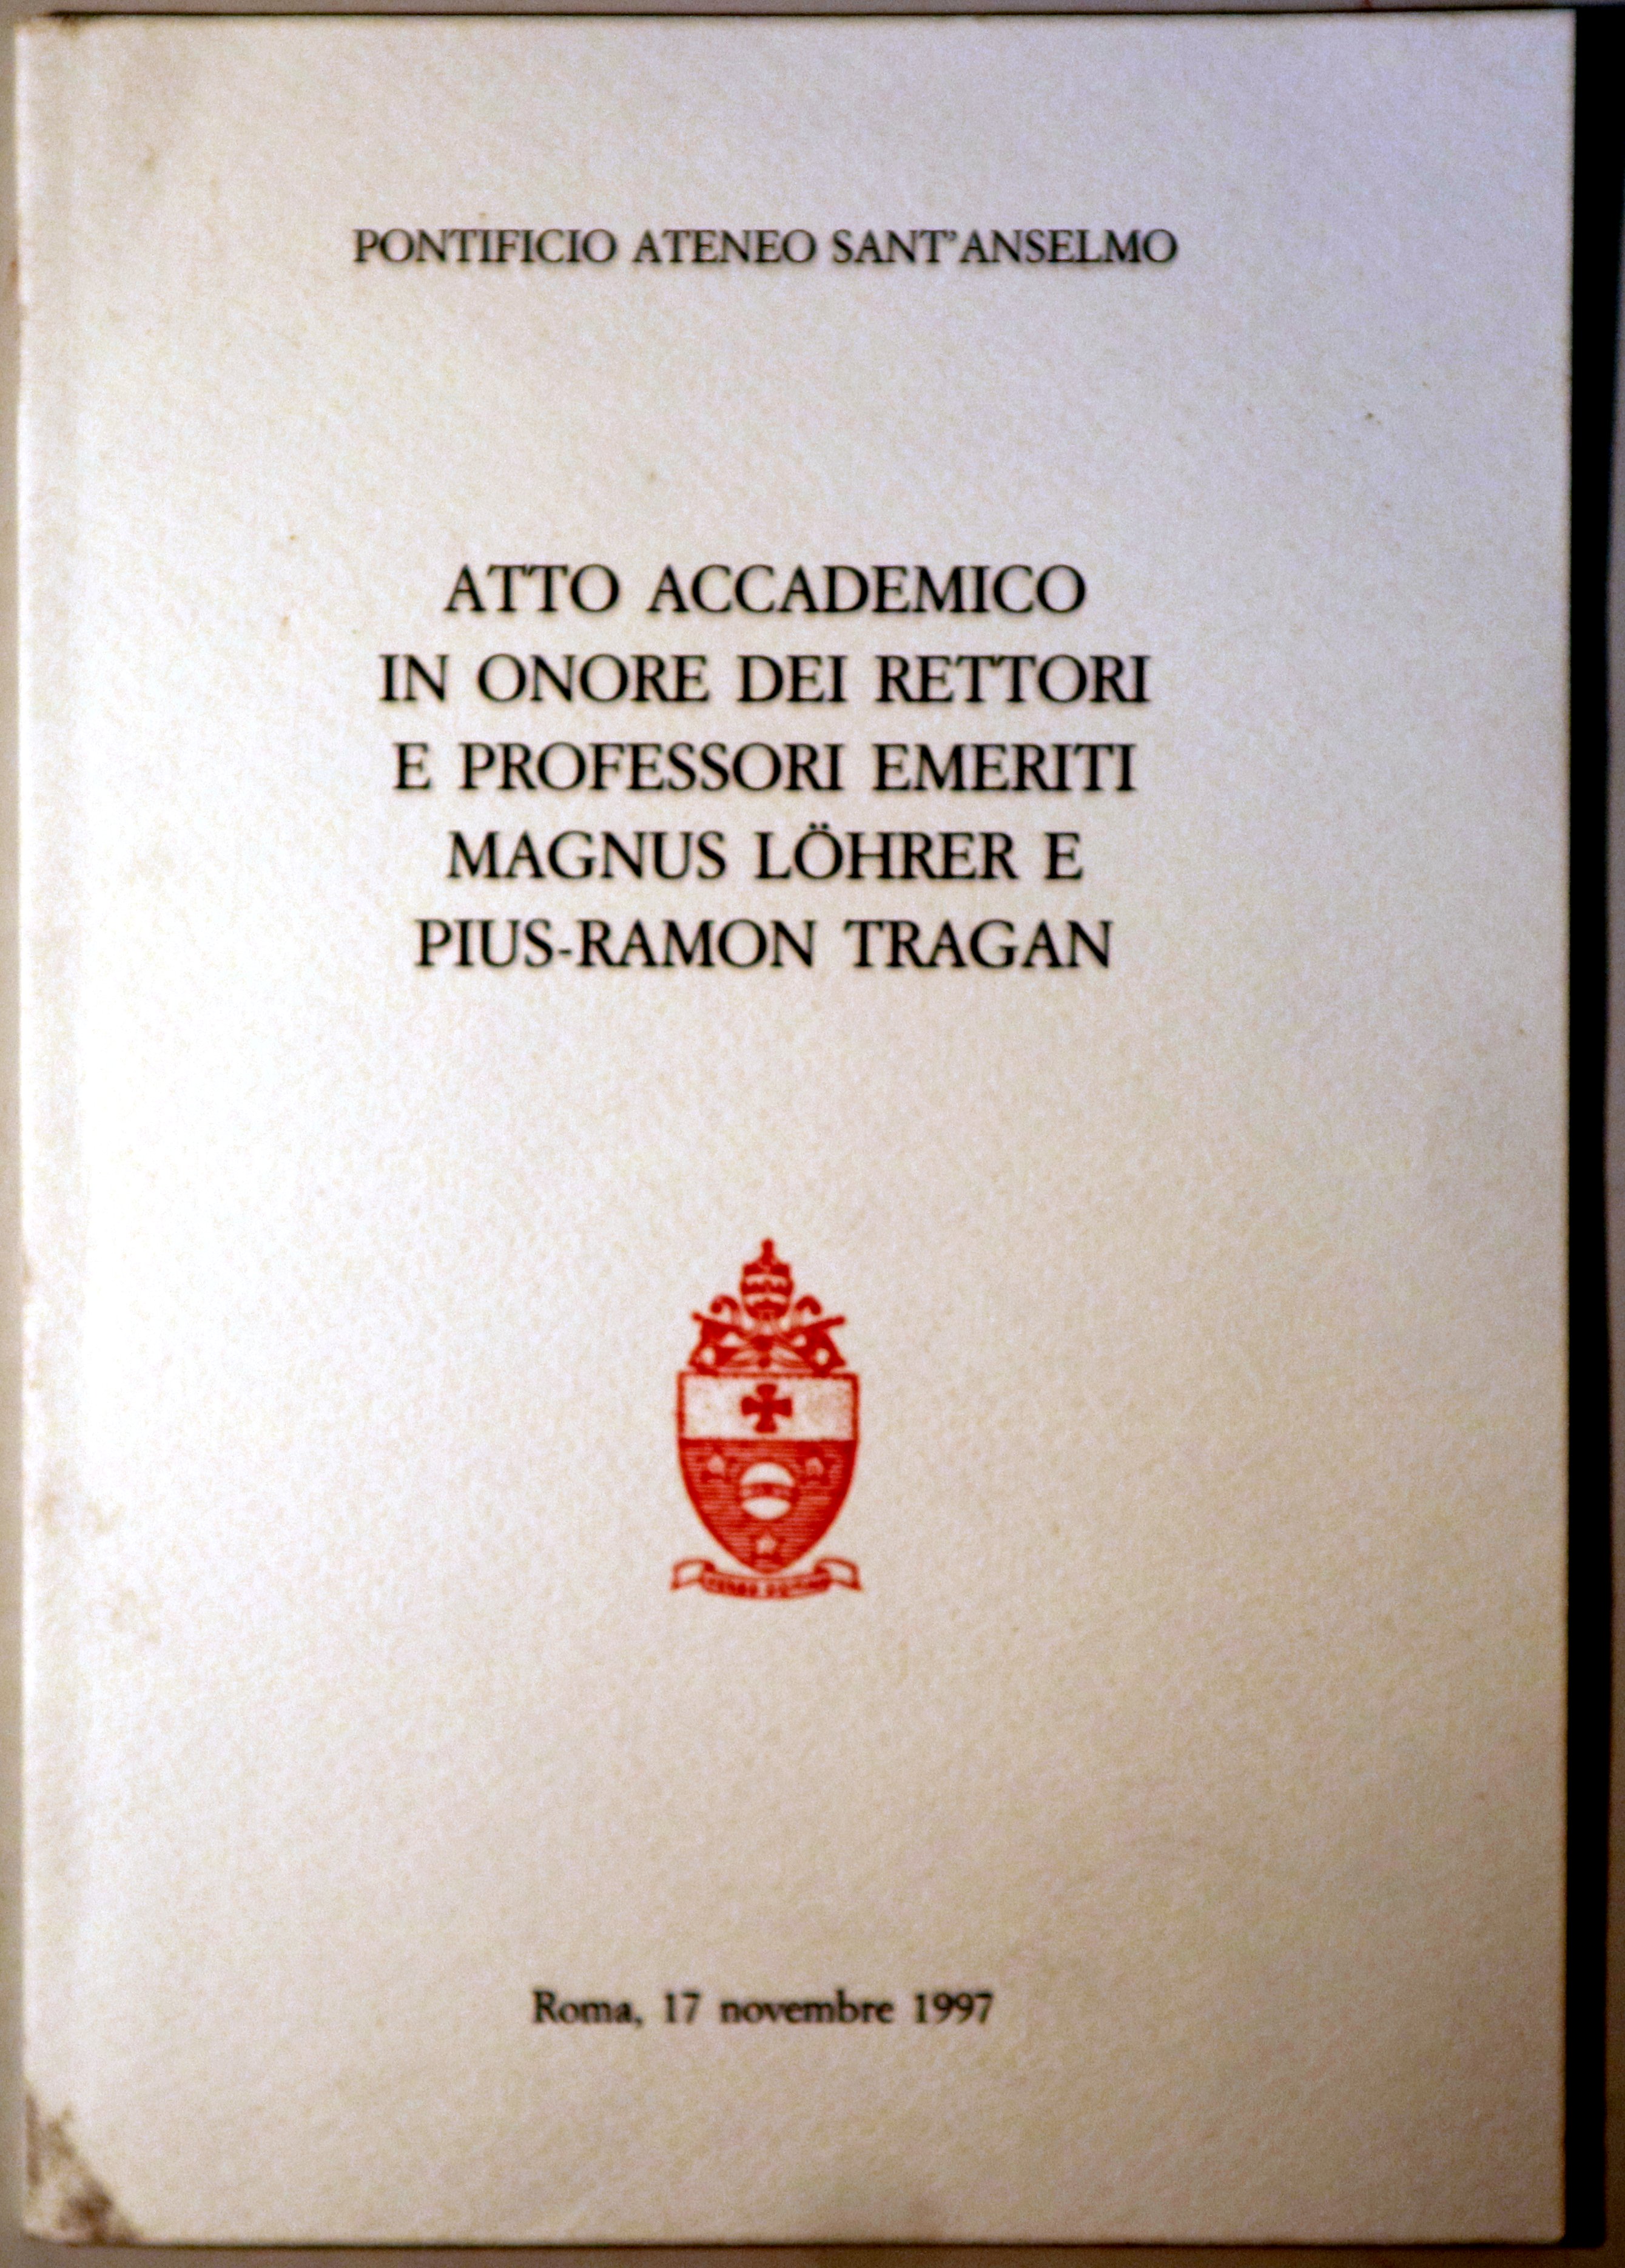 PONTIFICIO ATENEO SANT'ANSELMO
ATTO ACCADEMICO
IN ONORE DEI RETTORI
E PROFESSORI EMERITI
MAGNUS LÖHRER E
PIUS-RAMON TRAGAN
Roma, 17 novembre 1997